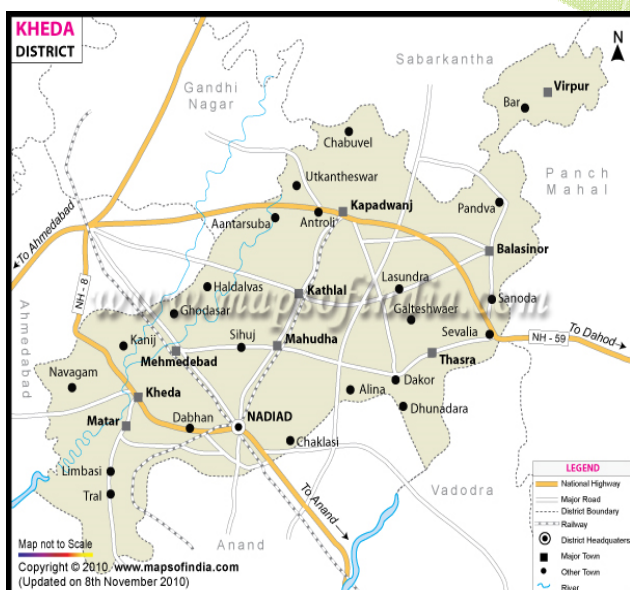 KHEDA
DISTRICT
N
Sabarkantha
Gandhi
Nagar
Virpur
Bar
Chabuvel
Utkantheswar
Panch
Mahal
Kapadwanj
Pandva
Aantarsuba
Antroli
To Ahmedabad
Balasinor
Haldalvas
Lasundra
Kathlal
www.mapsofindia.com
NH - 8
Sanoda
Ghodasar
Galteshwaer
Ahmedabad
Kanij
Sihuj
Mahudha
Sevalia
To Dahod
NH - 59
Mehmedebad
Thasra
Navagam
Dakor
Kheda
Alina
Dhunadara
Matar
Dabhan
NADIAD
Chaklasi
Limbasi
Tral
To Anand
Vadodra
Anand
LEGEND
National Highway
Major Road
District Boundary
Railway
District Headquaters
Major Town
Other Town
River
Map not to Scale
Copyright © 2010 www.mapsofindia.com
(Updated on 8th November 2010)